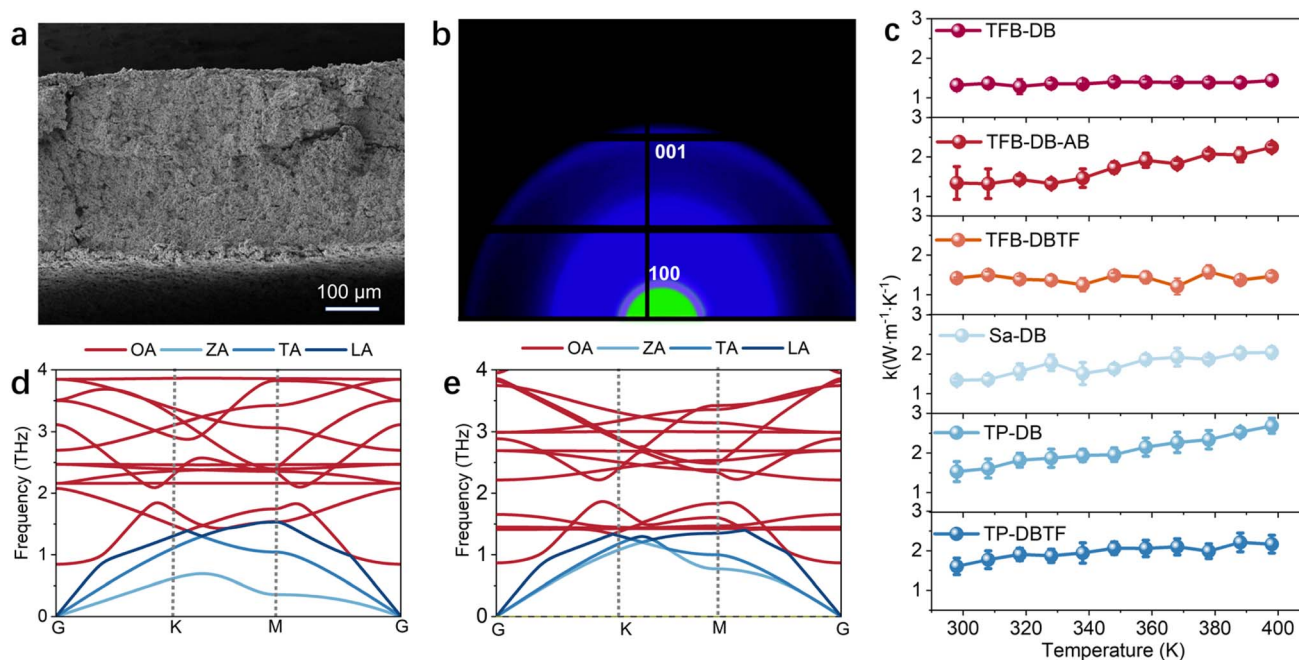 a
100 µm
b
001
100
c
TFB-DB
TFB-DB-AB
TFB-DBTF
Sa-DB
TP-DB
TP-DBTF
k(W·m⁻¹·K⁻¹)
3
2
1
3
2
1
3
2
1
3
2
1
3
2
1
3
2
1
300 320 340 360 380 400
Temperature (K)
OA ZA TA LA
d
Frequency (THz)
4
3
2
1
0
G K M G
OA ZA TA LA
e
Frequency (THz)
4
3
2
1
0
G K M G